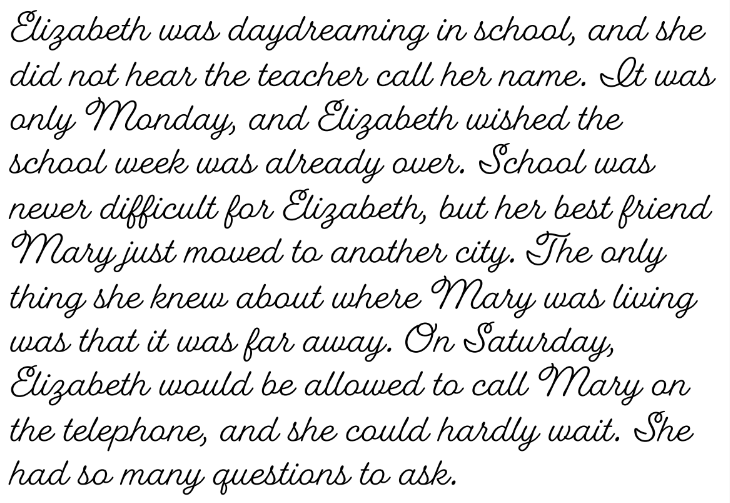 Elizabeth was daydreaming in school, and she
did not hear the teacher call her name. It was
only Monday, and Elizabeth wished the
school week was already over. School was
never difficult for Elizabeth, but her best friend
Mary just moved to another city. The only
thing she knew about where Mary was living
was that it was far away. On Saturday,
Elizabeth would be allowed to call Mary on
the telephone, and she could hardly wait. She
had so many questions to ask.